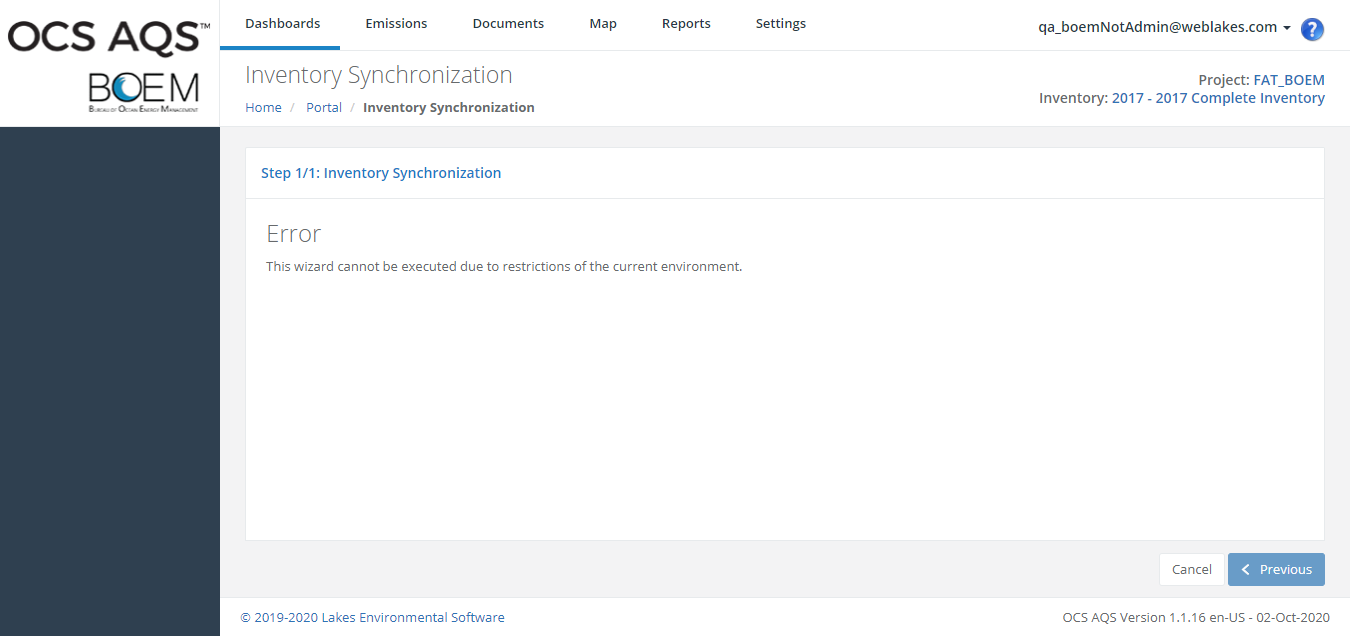 OCS AQS™
BOEM
Bureau of Ocean Energy Management
Dashboards Emissions Documents Map Reports Settings
qa_boemNotAdmin@weblakes.com
?
Inventory Synchronization
Home / Portal / Inventory Synchronization
Project: FAT_BOEM
Inventory: 2017 - 2017 Complete Inventory
Step 1/1: Inventory Synchronization
Error
This wizard cannot be executed due to restrictions of the current environment.
Cancel
Previous
© 2019-2020 Lakes Environmental Software
OCS AQS Version 1.1.16 en-US - 02-Oct-2020